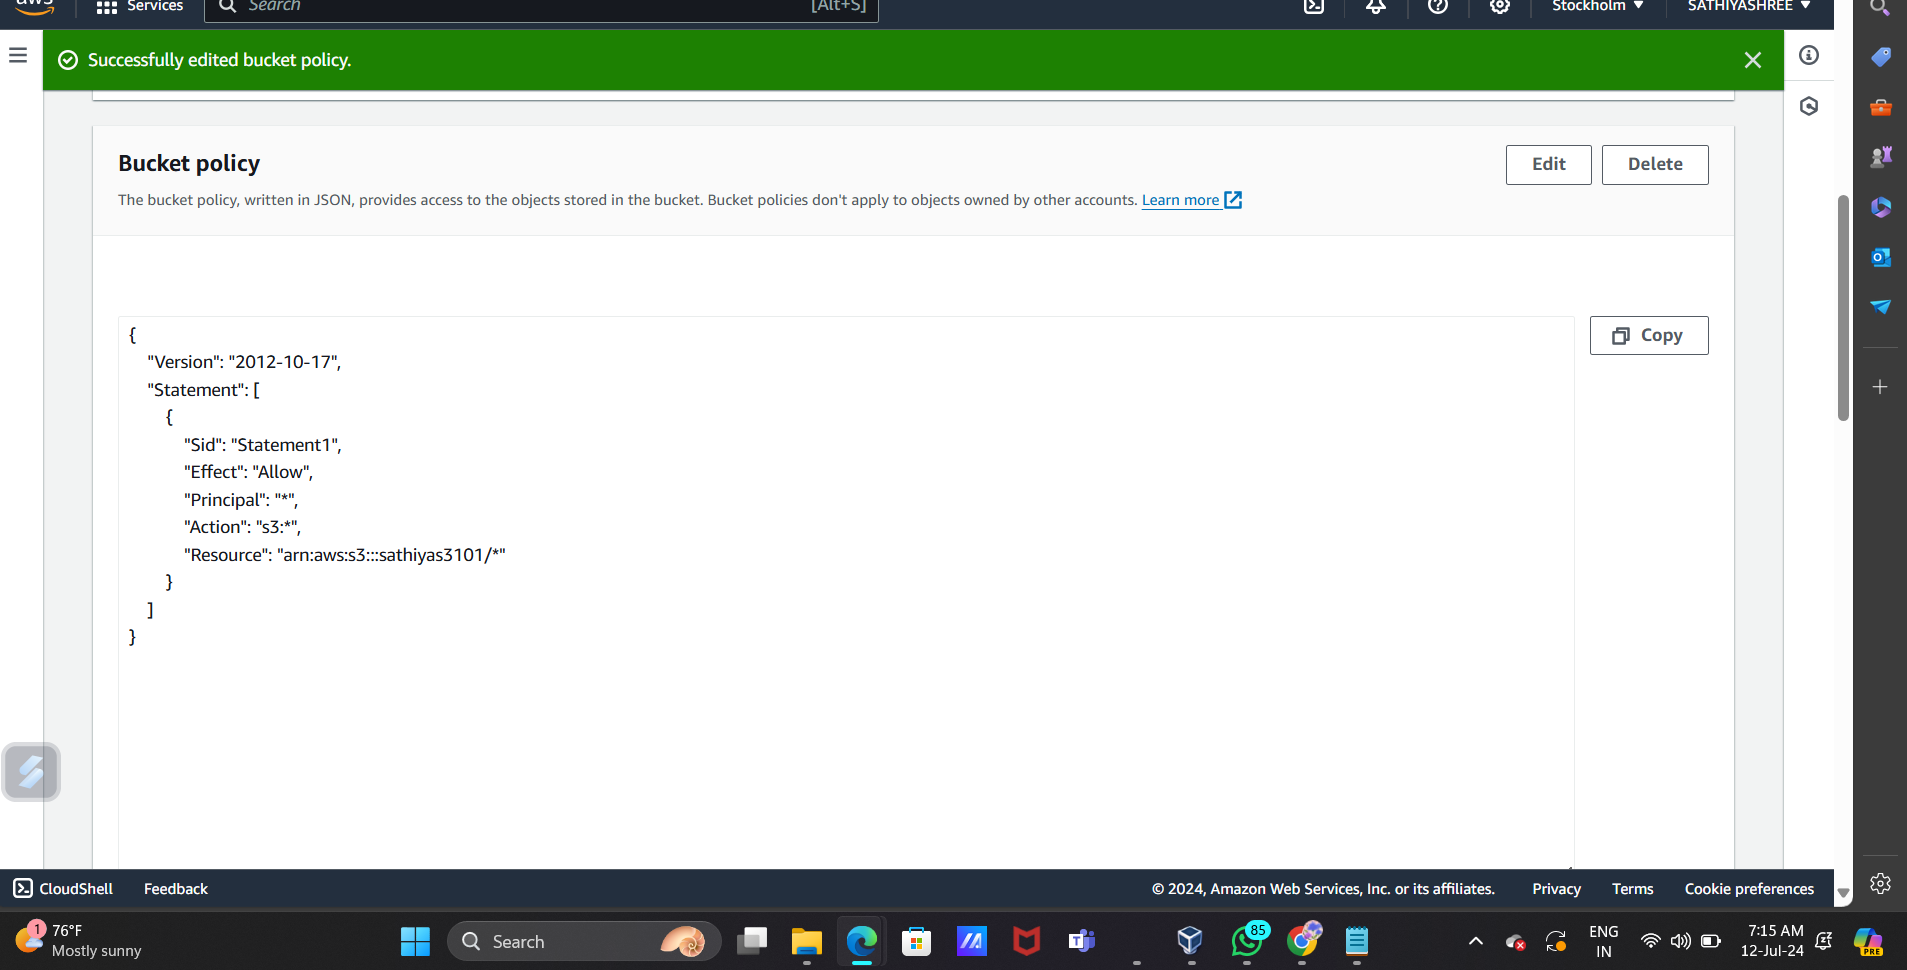 aws
Services
Search
[Alt+S]
Stockholm ▼
SATHIYASHREE ▼
Successfully edited bucket policy.
Bucket policy
Edit
Delete
The bucket policy, written in JSON, provides access to the objects stored in the bucket. Bucket policies don't apply to objects owned by other accounts. Learn more
Copy
{
"Version": "2012-10-17",
"Statement": [
{
"Sid": "Statement1",
"Effect": "Allow",
"Principal": "*",
"Action": "s3:*",
"Resource": "arn:aws:s3:::sathiyas3101/*"
}
]
}
CloudShell
Feedback
© 2024, Amazon Web Services, Inc. or its affiliates.
Privacy
Terms
Cookie preferences
1
76°F
Mostly sunny
Search
85
ENG
IN
7:15 AM
12-Jul-24
PRE